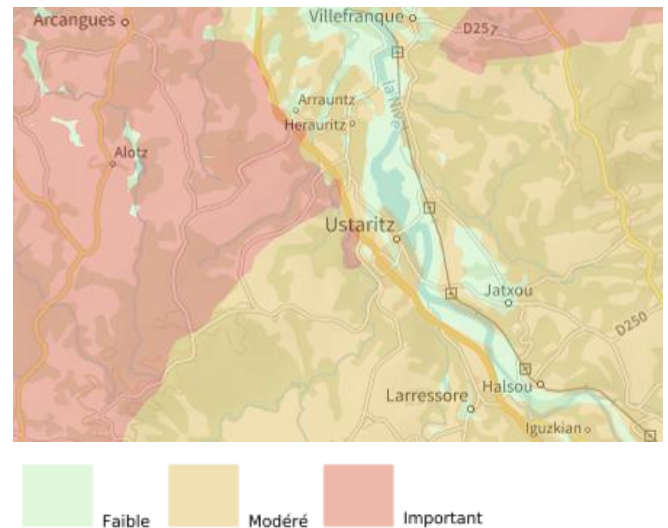 Villefranque
Arcangues
D257
la Nive
Arrauntz
Herauritz
Alotz
Ustaritz
Jatxou
D250
Halsou
Larressore
Iguzkian
Faible Modéré Important